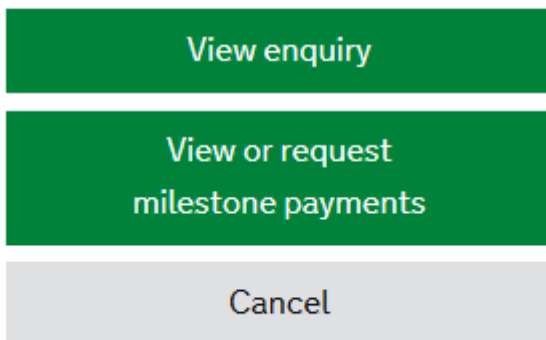 View enquiry
View or request
milestone payments
Cancel